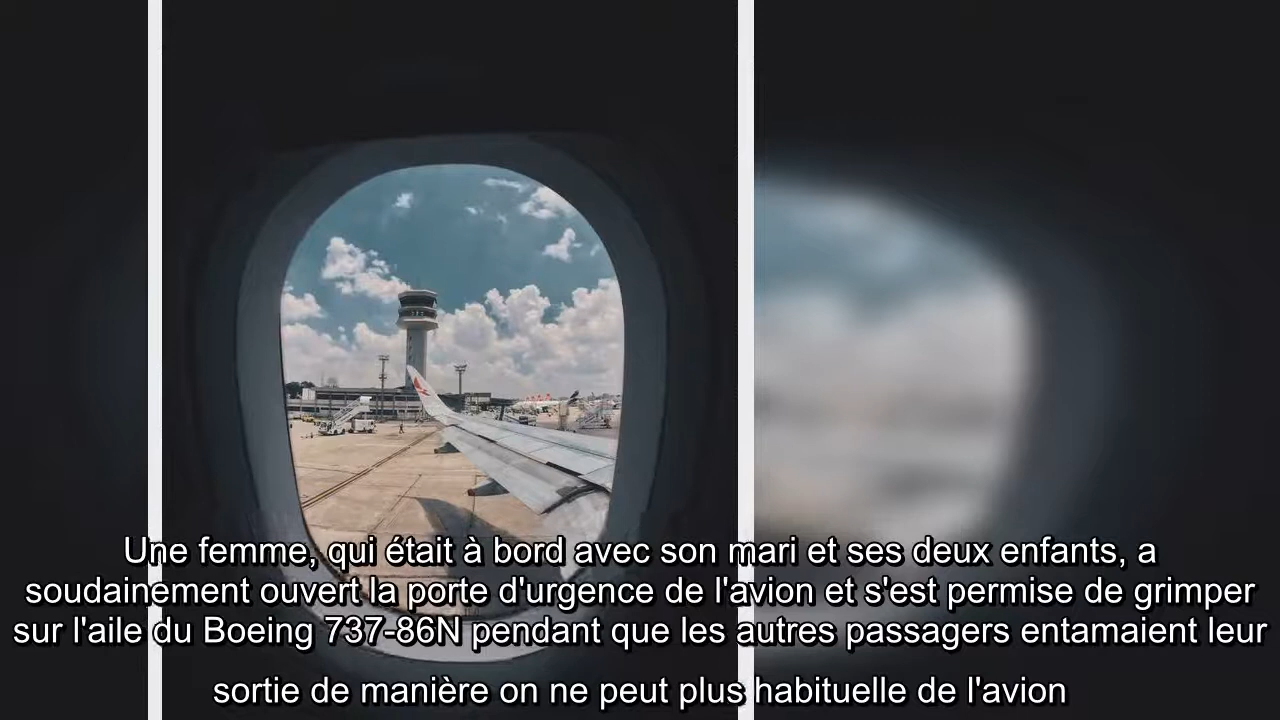 Une femme, qui était à bord avec son mari et ses deux enfants, a
soudainement ouvert la porte d'urgence de l'avion et s'est permise de grimper
sur l'aile du Boeing 737-86N pendant que les autres passagers entamaient leur
sortie de manière on ne peut plus habituelle de l'avion